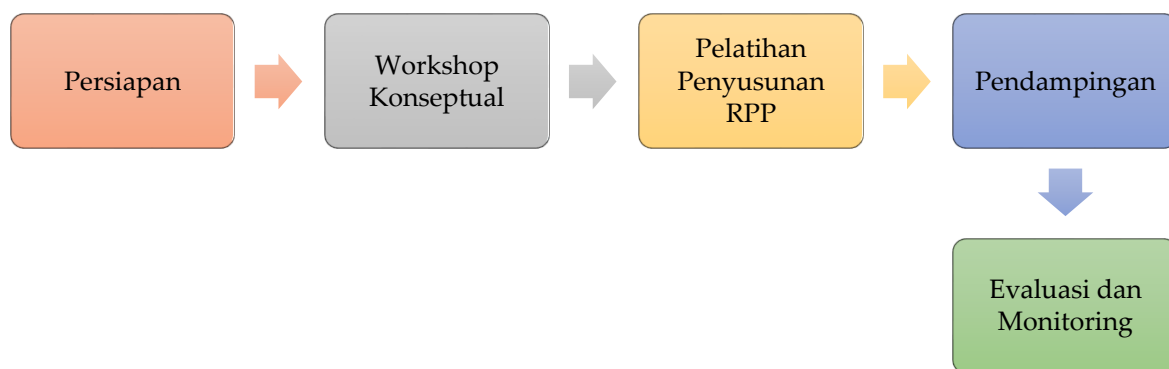 Persiapan
Workshop
Konseptual
Pelatihan
Penyusunan
RPP
Pendampingan
Evaluasi dan
Monitoring